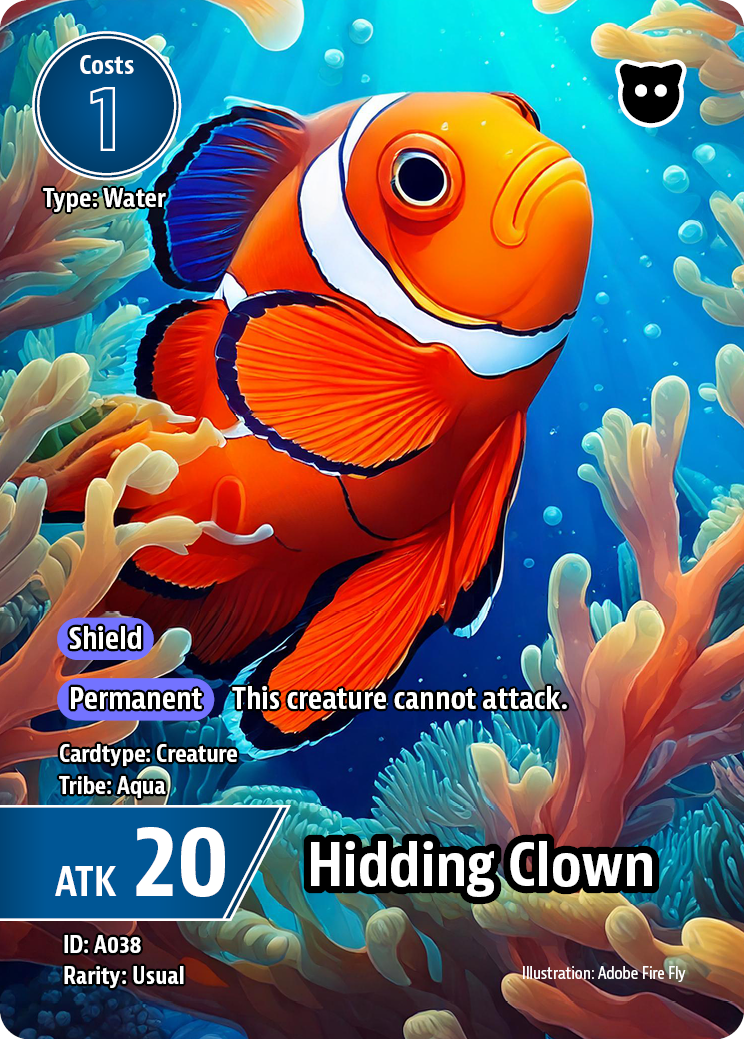 Costs
1
Type: Water
Shield
Permanent This creature cannot attack.
Cardtype: Creature
Tribe: Aqua
ATK 20
Hidding Clown
ID: A038
Rarity: Usual
Illustration: Adobe Fire Fly